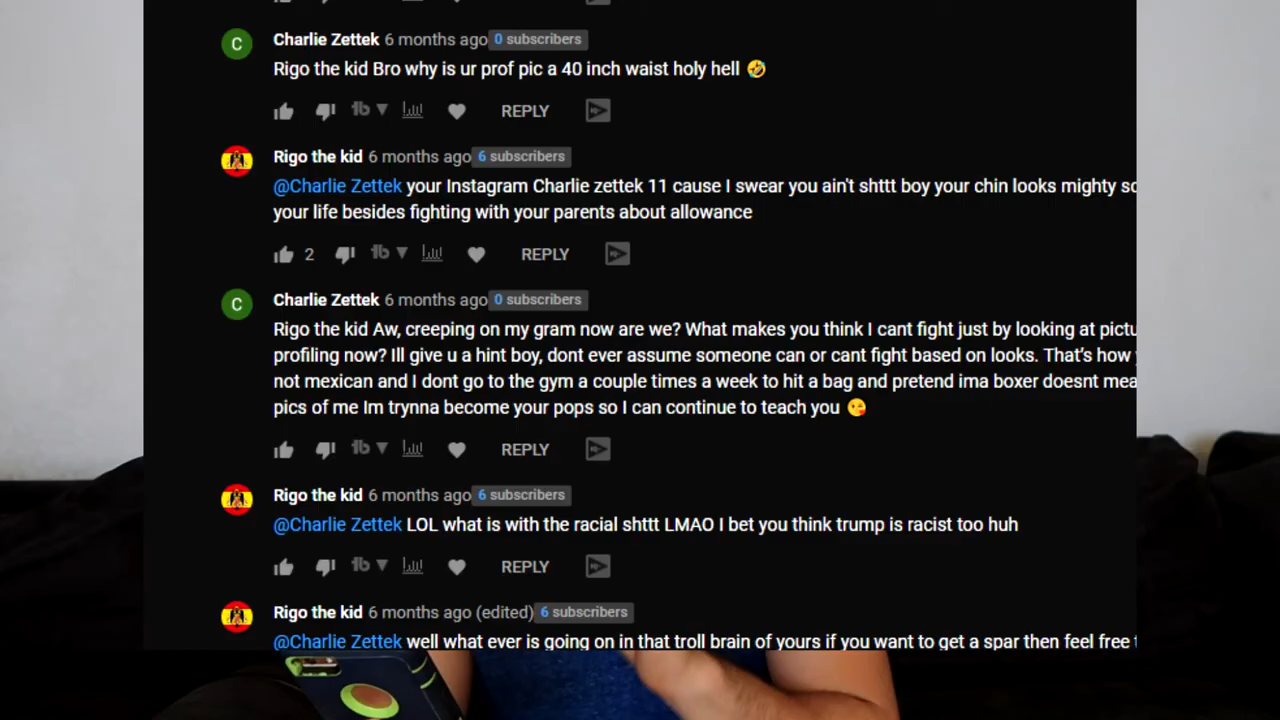 Charlie Zettek 6 months ago 0 subscribers
Rigo the kid Bro why is ur prof pic a 40 inch waist holy hell 🤣
REPLY
Rigo the kid 6 months ago 6 subscribers
@Charlie Zettek your Instagram Charlie zettek 11 cause I swear you ain't shttt boy your chin looks mighty
your life besides fighting with your parents about allowance
2 REPLY
Charlie Zettek 6 months ago 0 subscribers
Rigo the kid Aw, creeping on my gram now are we? What makes you think I cant fight just by looking at
profiling now? Ill give u a hint boy, dont ever assume someone can or cant fight based on looks. That's how
not mexican and I dont go to the gym a couple times a week to hit a bag and pretend ima boxer doesnt
pics of me Im trynna become your pops so I can continue to teach you 😘
REPLY
Rigo the kid 6 months ago 6 subscribers
@Charlie Zettek LOL what is with the racial shttt LMAO I bet you think trump is racist too huh
REPLY
Rigo the kid 6 months ago (edited) 6 subscribers
@Charlie Zettek well what ever is going on in that troll brain of yours if you want to get a spar then feel free